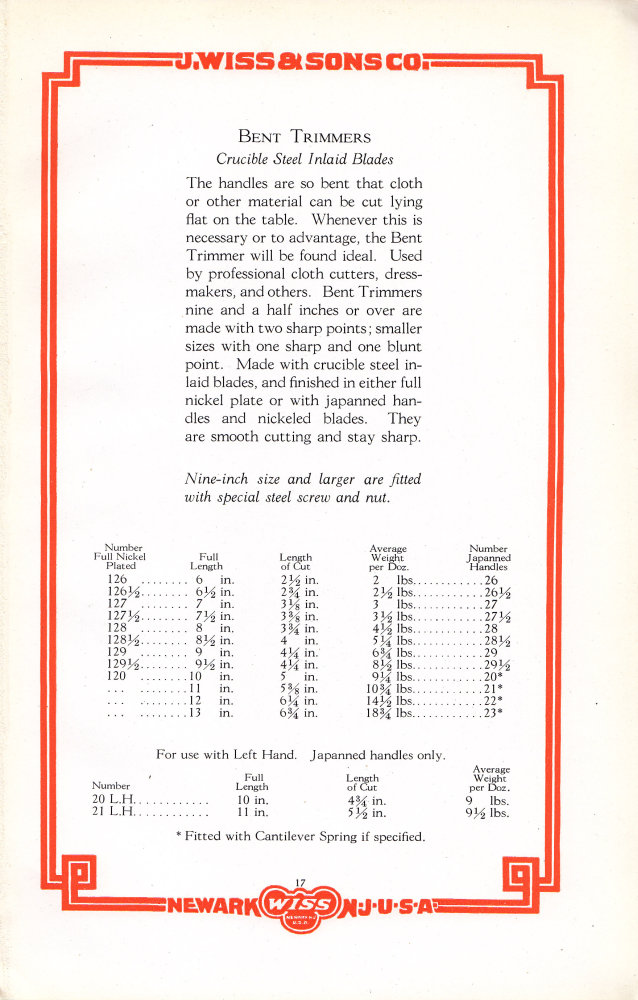 J. WISS & SONS CO.
BENT TRIMMERS
Crucible Steel Inlaid Blades
The handles are so bent that cloth
or other material can be cut lying
flat on the table. Whenever this is
necessary or to advantage, the Bent
Trimmer will be found ideal. Used
by professional cloth cutters, dress-
makers, and others. Bent Trimmers
nine and a half inches or over are
made with two sharp points; smaller
sizes with one sharp and one blunt
point. Made with crucible steel in-
laid blades, and finished in either full
nickel plate or with japanned han-
dles and nickeled blades. They
are smooth cutting and stay sharp.
Nine-inch size and larger are fitted
with special steel screw and nut.
Number Average Number
Full Nickel Full Length Weight Japanned
Plated Length of Cut per Doz. Handles
126 ........ 6 in. 2½ in. 2 lbs............26
126½........ 6½ in. 2¾ in. 2½ lbs............26½
127 ........ 7 in. 3⅛ in. 3 lbs............27
127½........ 7½ in. 3⅜ in. 3½ lbs............27½
128 ........ 8 in. 3¾ in. 4½ lbs............28
128½........ 8½ in. 4 in. 5¼ lbs............28½
129 ........ 9 in. 4¼ in. 6¾ lbs............29
129½........ 9½ in. 4¼ in. 8½ lbs............29½
120 ........10 in. 5 in. 9¼ lbs............20*
... ........11 in. 5⅜ in. 10¾ lbs............21*
... ........12 in. 6¼ in. 14½ lbs............22*
... ........13 in. 6¾ in. 18¾ lbs............23*
For use with Left Hand. Japanned handles only.
Average
Full Length Weight
Number Length of Cut per Doz.
20 L.H............. 10 in. 4¾ in. 9 lbs.
21 L.H............. 11 in. 5½ in. 9½ lbs.
* Fitted with Cantilever Spring if specified.
17
NEWARK WISS N·J·U·S·A·
NEWARK N.J.
U.S.A.